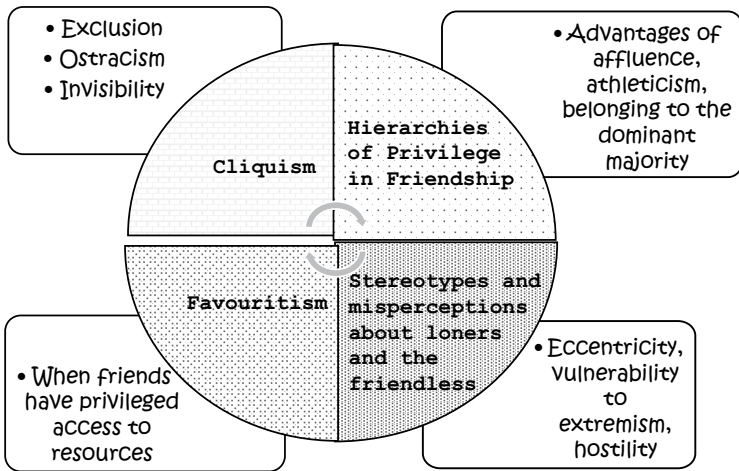 • Exclusion
• Ostracism
• Invisibility
• Advantages of
affluence,
athleticism,
belonging to the
dominant
majority
Cliquism
Hierarchies
of Privilege
in Friendship
Favouritism
Stereotypes and
misperceptions
about loners
and the
friendless
• When friends
have privileged
access to
resources
• Eccentricity,
vulnerability
to
extremism,
hostility